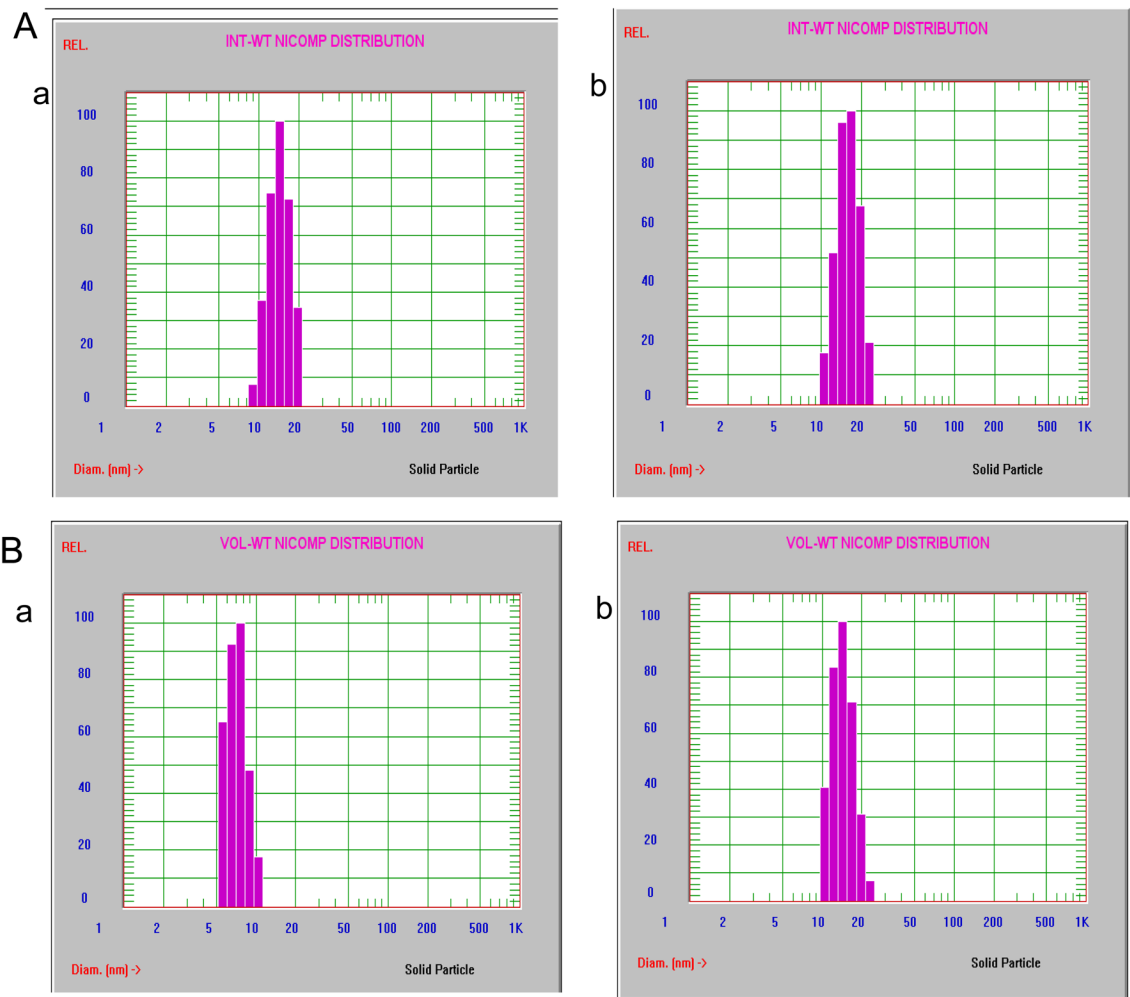 A
a
REL.
INT-WT NICOMP DISTRIBUTION
100
80
60
40
20
0
1 2 5 10 20 50 100 200 500 1K
Diam. (nm) -> Solid Particle
b
REL.
INT-WT NICOMP DISTRIBUTION
100
80
60
40
20
0
1 2 5 10 20 50 100 200 500 1K
Diam. (nm) -> Solid Particle
B
a
REL.
VOL-WT NICOMP DISTRIBUTION
100
80
60
40
20
0
1 2 5 10 20 50 100 200 500 1K
Diam. (nm) -> Solid Particle
b
REL.
VOL-WT NICOMP DISTRIBUTION
100
80
60
40
20
0
1 2 5 10 20 50 100 200 500 1K
Diam. (nm) -> Solid Particle